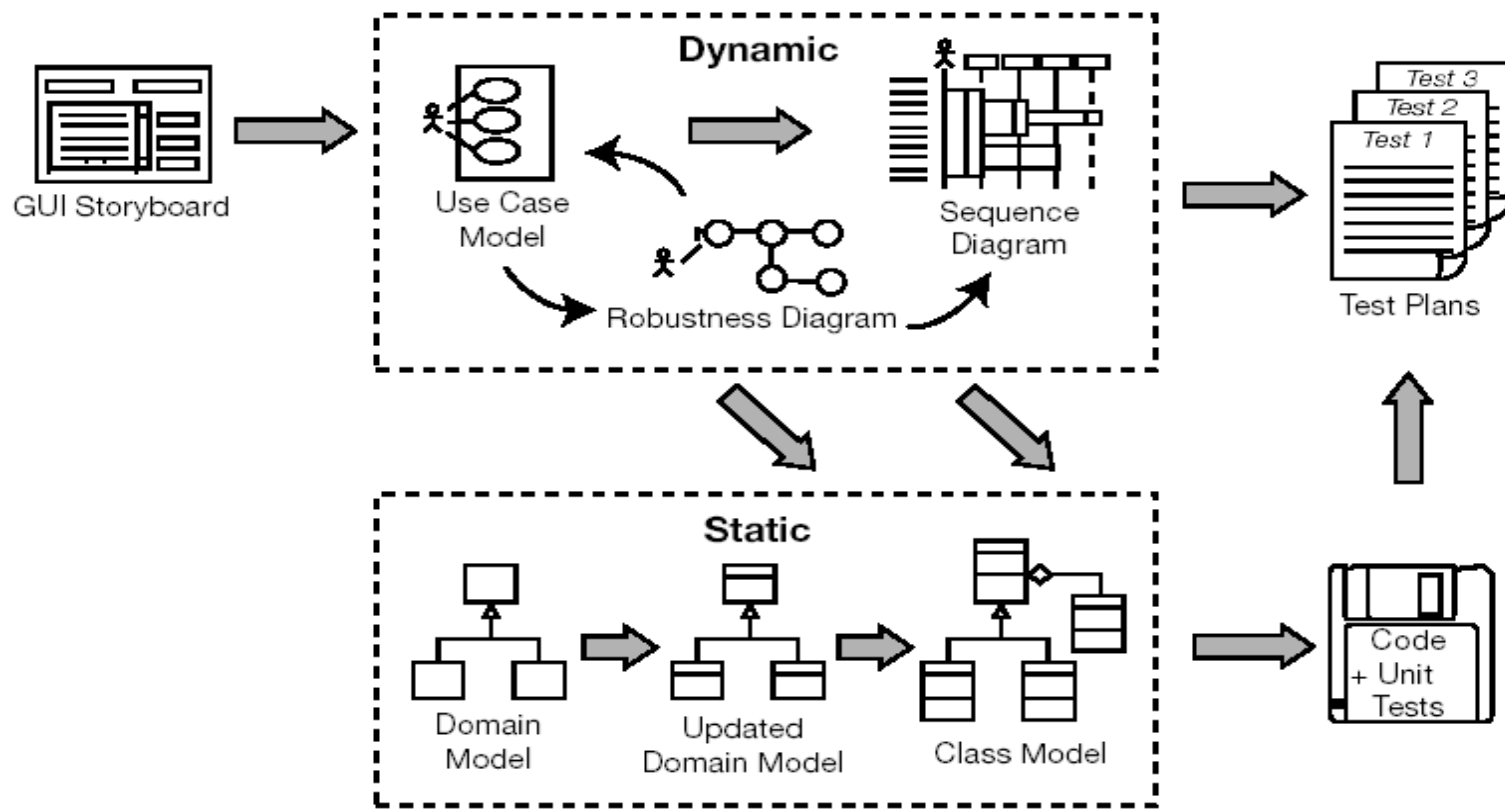 Dynamic
GUI Storyboard
Use Case
Model
Robustness Diagram
Sequence
Diagram
Test 3
Test 2
Test 1
Test Plans
Static
Domain
Model
Updated
Domain Model
Class Model
Code
+ Unit
Tests